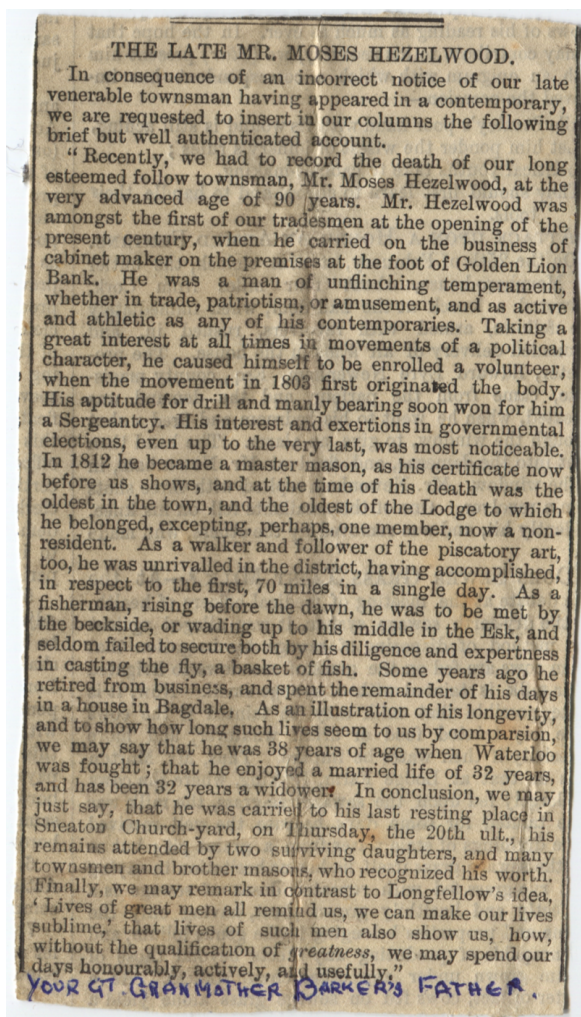 THE LATE MR. MOSES HEZELWOOD.
In consequence of an incorrect notice of our late
venerable townsman having appeared in a contemporary,
we are requested to insert in our columns the following
brief but well authenticated account.
“ Recently, we had to record the death of our long
esteemed follow townsman, Mr. Moses Hezelwood, at the
very advanced age of 90 years. Mr. Hezelwood was
amongst the first of our tradesmen at the opening of the
present century, when he carried on the business of
cabinet maker on the premises at the foot of Golden Lion
Bank. He was a man of unflinching temperament,
whether in trade, patriotism, or amusement, and as active
and athletic as any of his contemporaries. Taking a
great interest at all times in movements of a political
character, he caused himself to be enrolled a volunteer,
when the movement in 1803 first originated the body.
His aptitude for drill and manly bearing soon won for him
a Sergeantcy. His interest and exertions in governmental
elections, even up to the very last, was most noticeable.
In 1812 he became a master mason, as his certificate now
before us shows, and at the time of his death was the
oldest in the town, and the oldest of the Lodge to which
he belonged, excepting, perhaps, one member, now a non-
resident. As a walker and follower of the piscatory art,
too, he was unrivalled in the district, having accomplished,
in respect to the first, 70 miles in a single day. As a
fisherman, rising before the dawn, he was to be met by
the beckside, or wading up to his middle in the Esk, and
seldom failed to secure both by his diligence and expertness
in casting the fly, a basket of fish. Some years ago he
retired from business, and spent the remainder of his days
in a house in Bagdale. As an illustration of his longevity,
and to show how long such lives seem to us by comparsion,
we may say that he was 38 years of age when Waterloo
was fought ; that he enjoyed a married life of 32 years,
and has been 32 years a widower. In conclusion, we may
just say, that he was carried to his last resting place in
Sneaton Church-yard, on Thursday, the 20th ult., his
remains attended by two surviving daughters, and many
townsmen and brother masons, who recognized his worth.
Finally, we may remark in contrast to Longfellow's idea,
‘ Lives of great men all remind us, we can make our lives
sublime,’ that lives of such men also show us, how,
without the qualification of greatness, we may spend our
days honourably, actively, and usefully.”
YOUR GT. GRANMOTHER BARKER'S FATHER.